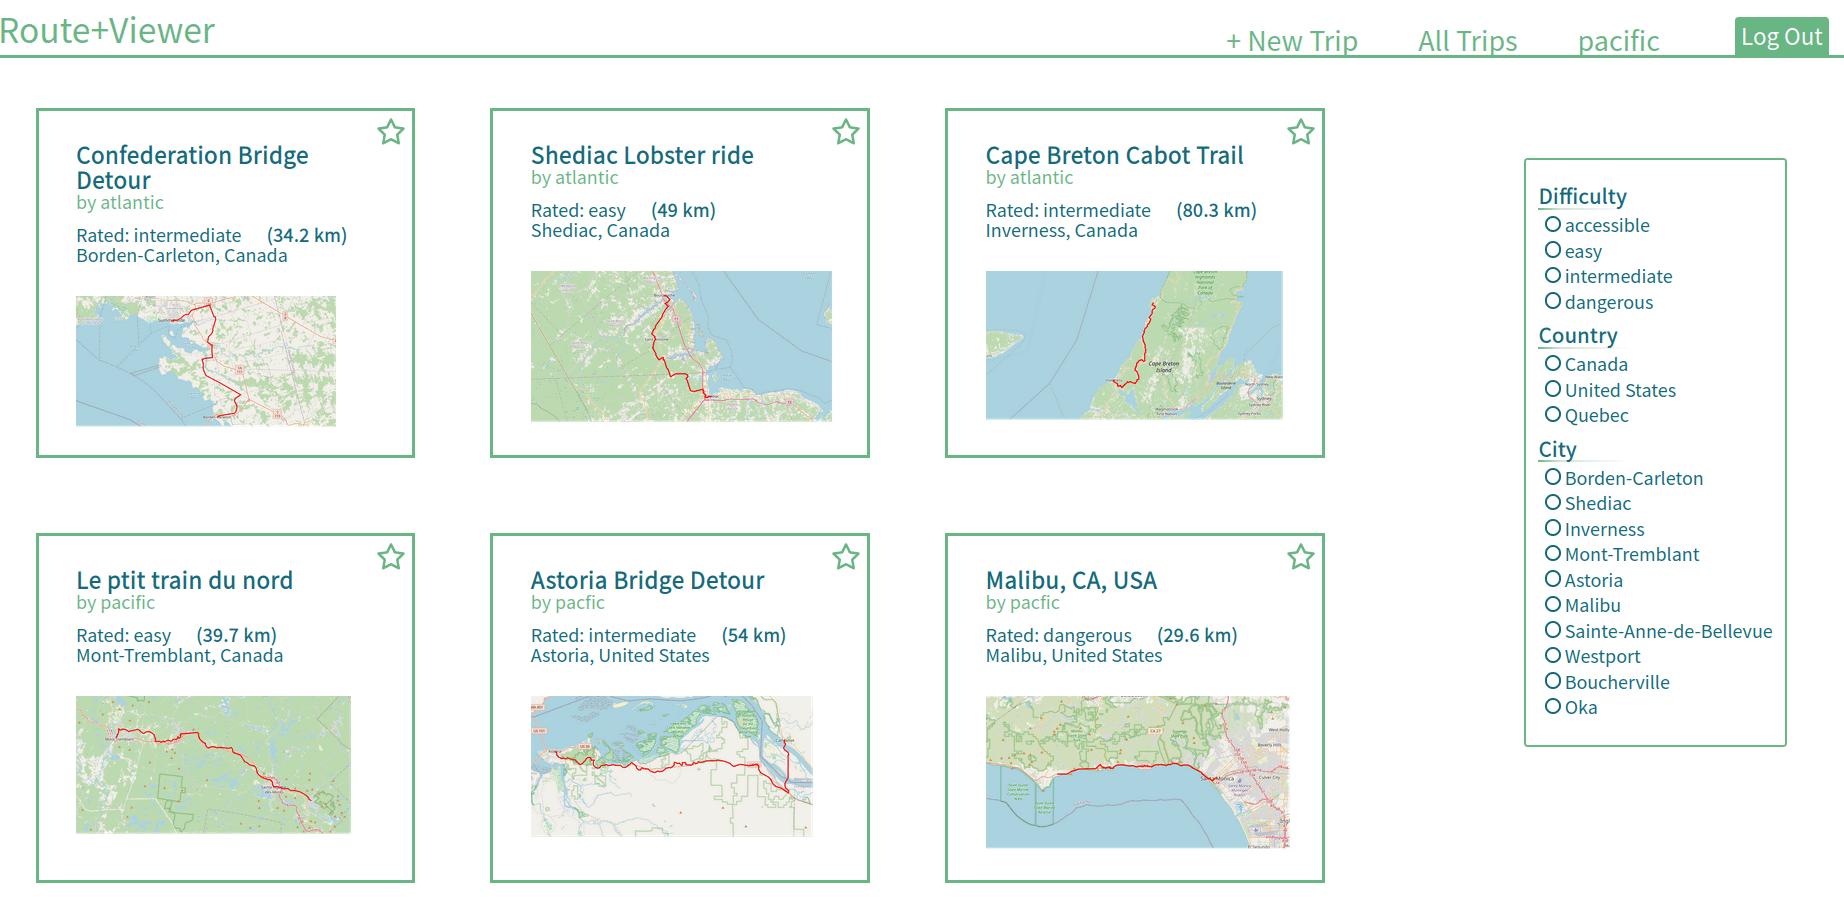 Route+Viewer
+ New Trip
All Trips
pacific
Log Out
Confederation Bridge
Detour
by atlantic
Rated: intermediate (34.2 km)
Borden-Carleton, Canada
Shediac Lobster ride
by atlantic
Rated: easy (49 km)
Shediac, Canada
Cape Breton Cabot Trail
by atlantic
Rated: intermediate (80.3 km)
Inverness, Canada
Cape Breton
Island
Le ptit train du nord
by pacific
Rated: easy (39.7 km)
Mont-Tremblant, Canada
Astoria Bridge Detour
by pacfic
Rated: intermediate (54 km)
Astoria, United States
Malibu, CA, USA
by pacfic
Rated: dangerous (29.6 km)
Malibu, United States
Difficulty
accessible
easy
intermediate
dangerous
Country
Canada
United States
Quebec
City
Borden-Carleton
Shediac
Inverness
Mont-Tremblant
Astoria
Malibu
Sainte-Anne-de-Bellevue
Westport
Boucherville
Oka